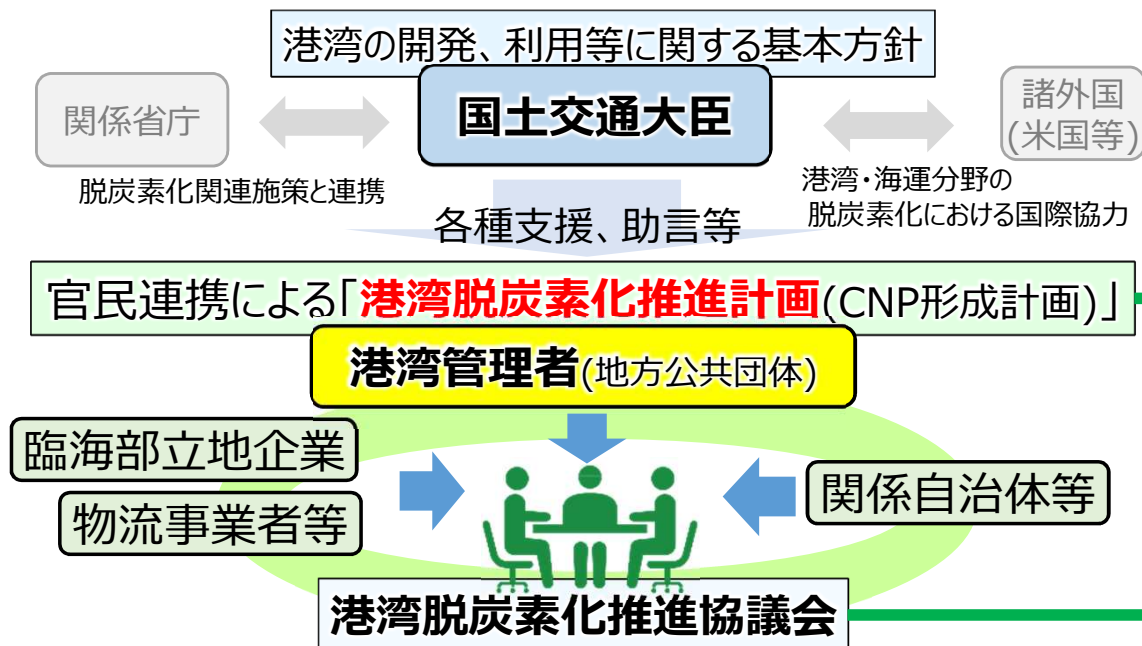 港湾の開発、利用等に関する基本方針
関係省庁
国土交通大臣
諸外国
(米国等)
脱炭素化関連施策と連携
港湾・海運分野の
脱炭素化における国際協力
各種支援、助言等
官民連携による「港湾脱炭素化推進計画(CNP形成計画)」
港湾管理者(地方公共団体)
臨海部立地企業
物流事業者等
関係自治体等
港湾脱炭素化推進協議会